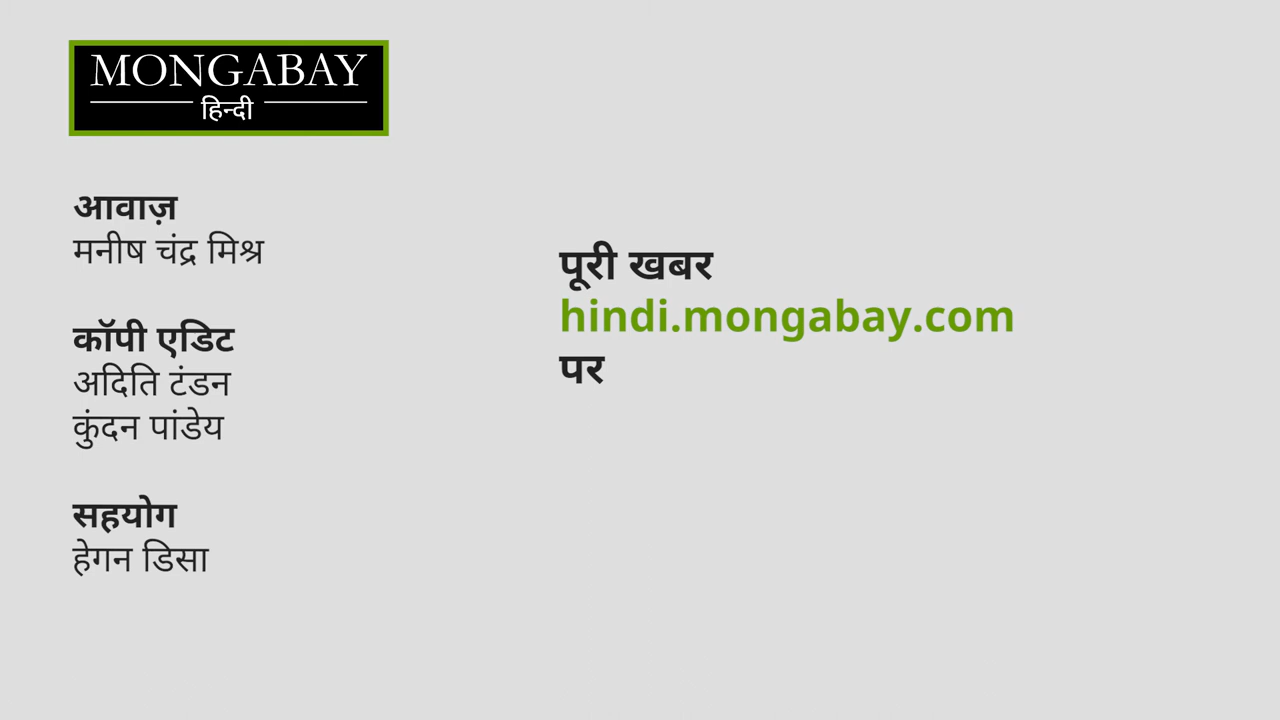 MONGABAY
हिन्दी
आवाज़
मनीष चंद्र मिश्र
कॉपी एडिट
अदिति टंडन
कुंदन पांडेय
सहयोग
हेगन डिसा
पूरी खबर
hindi.mongabay.com
पर